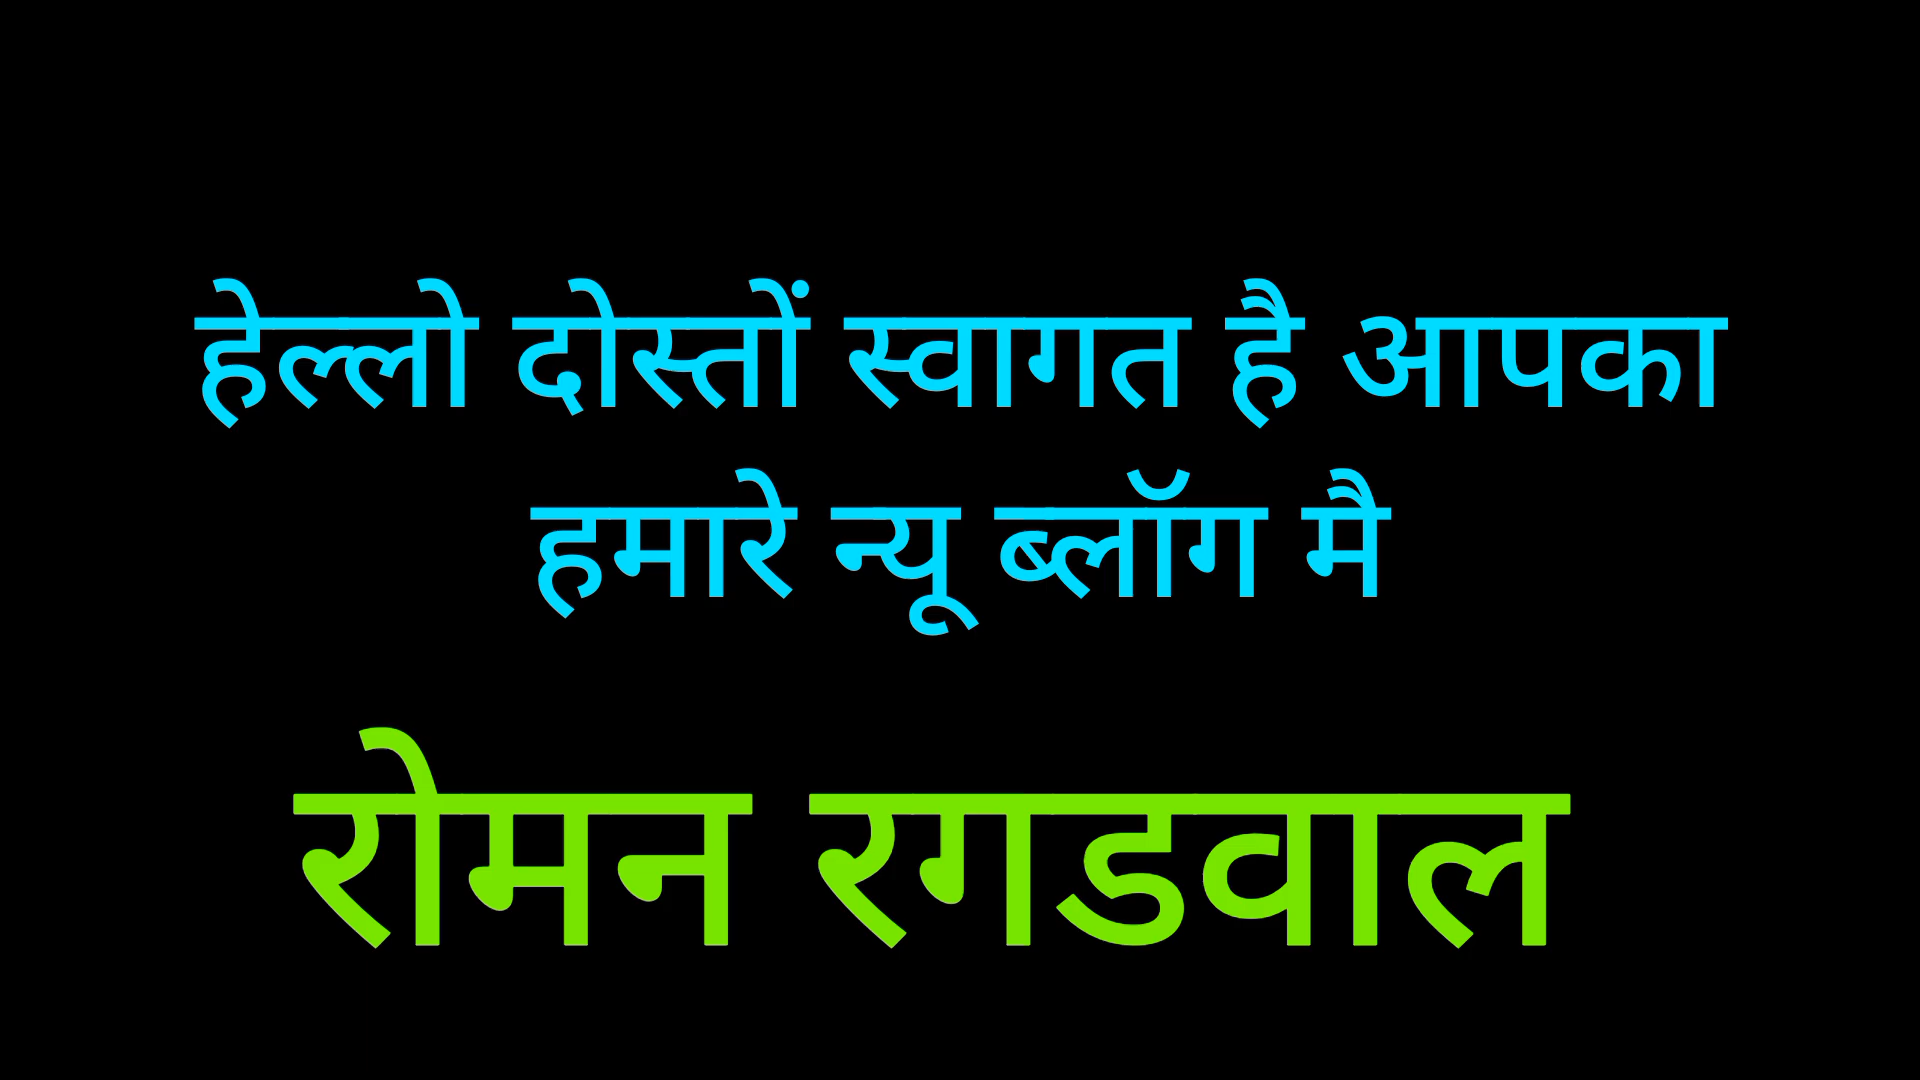 हेल्लो दोस्तों स्वागत है आपका
हमारे न्यू ब्लॉग मै
रोमन रगडवाल